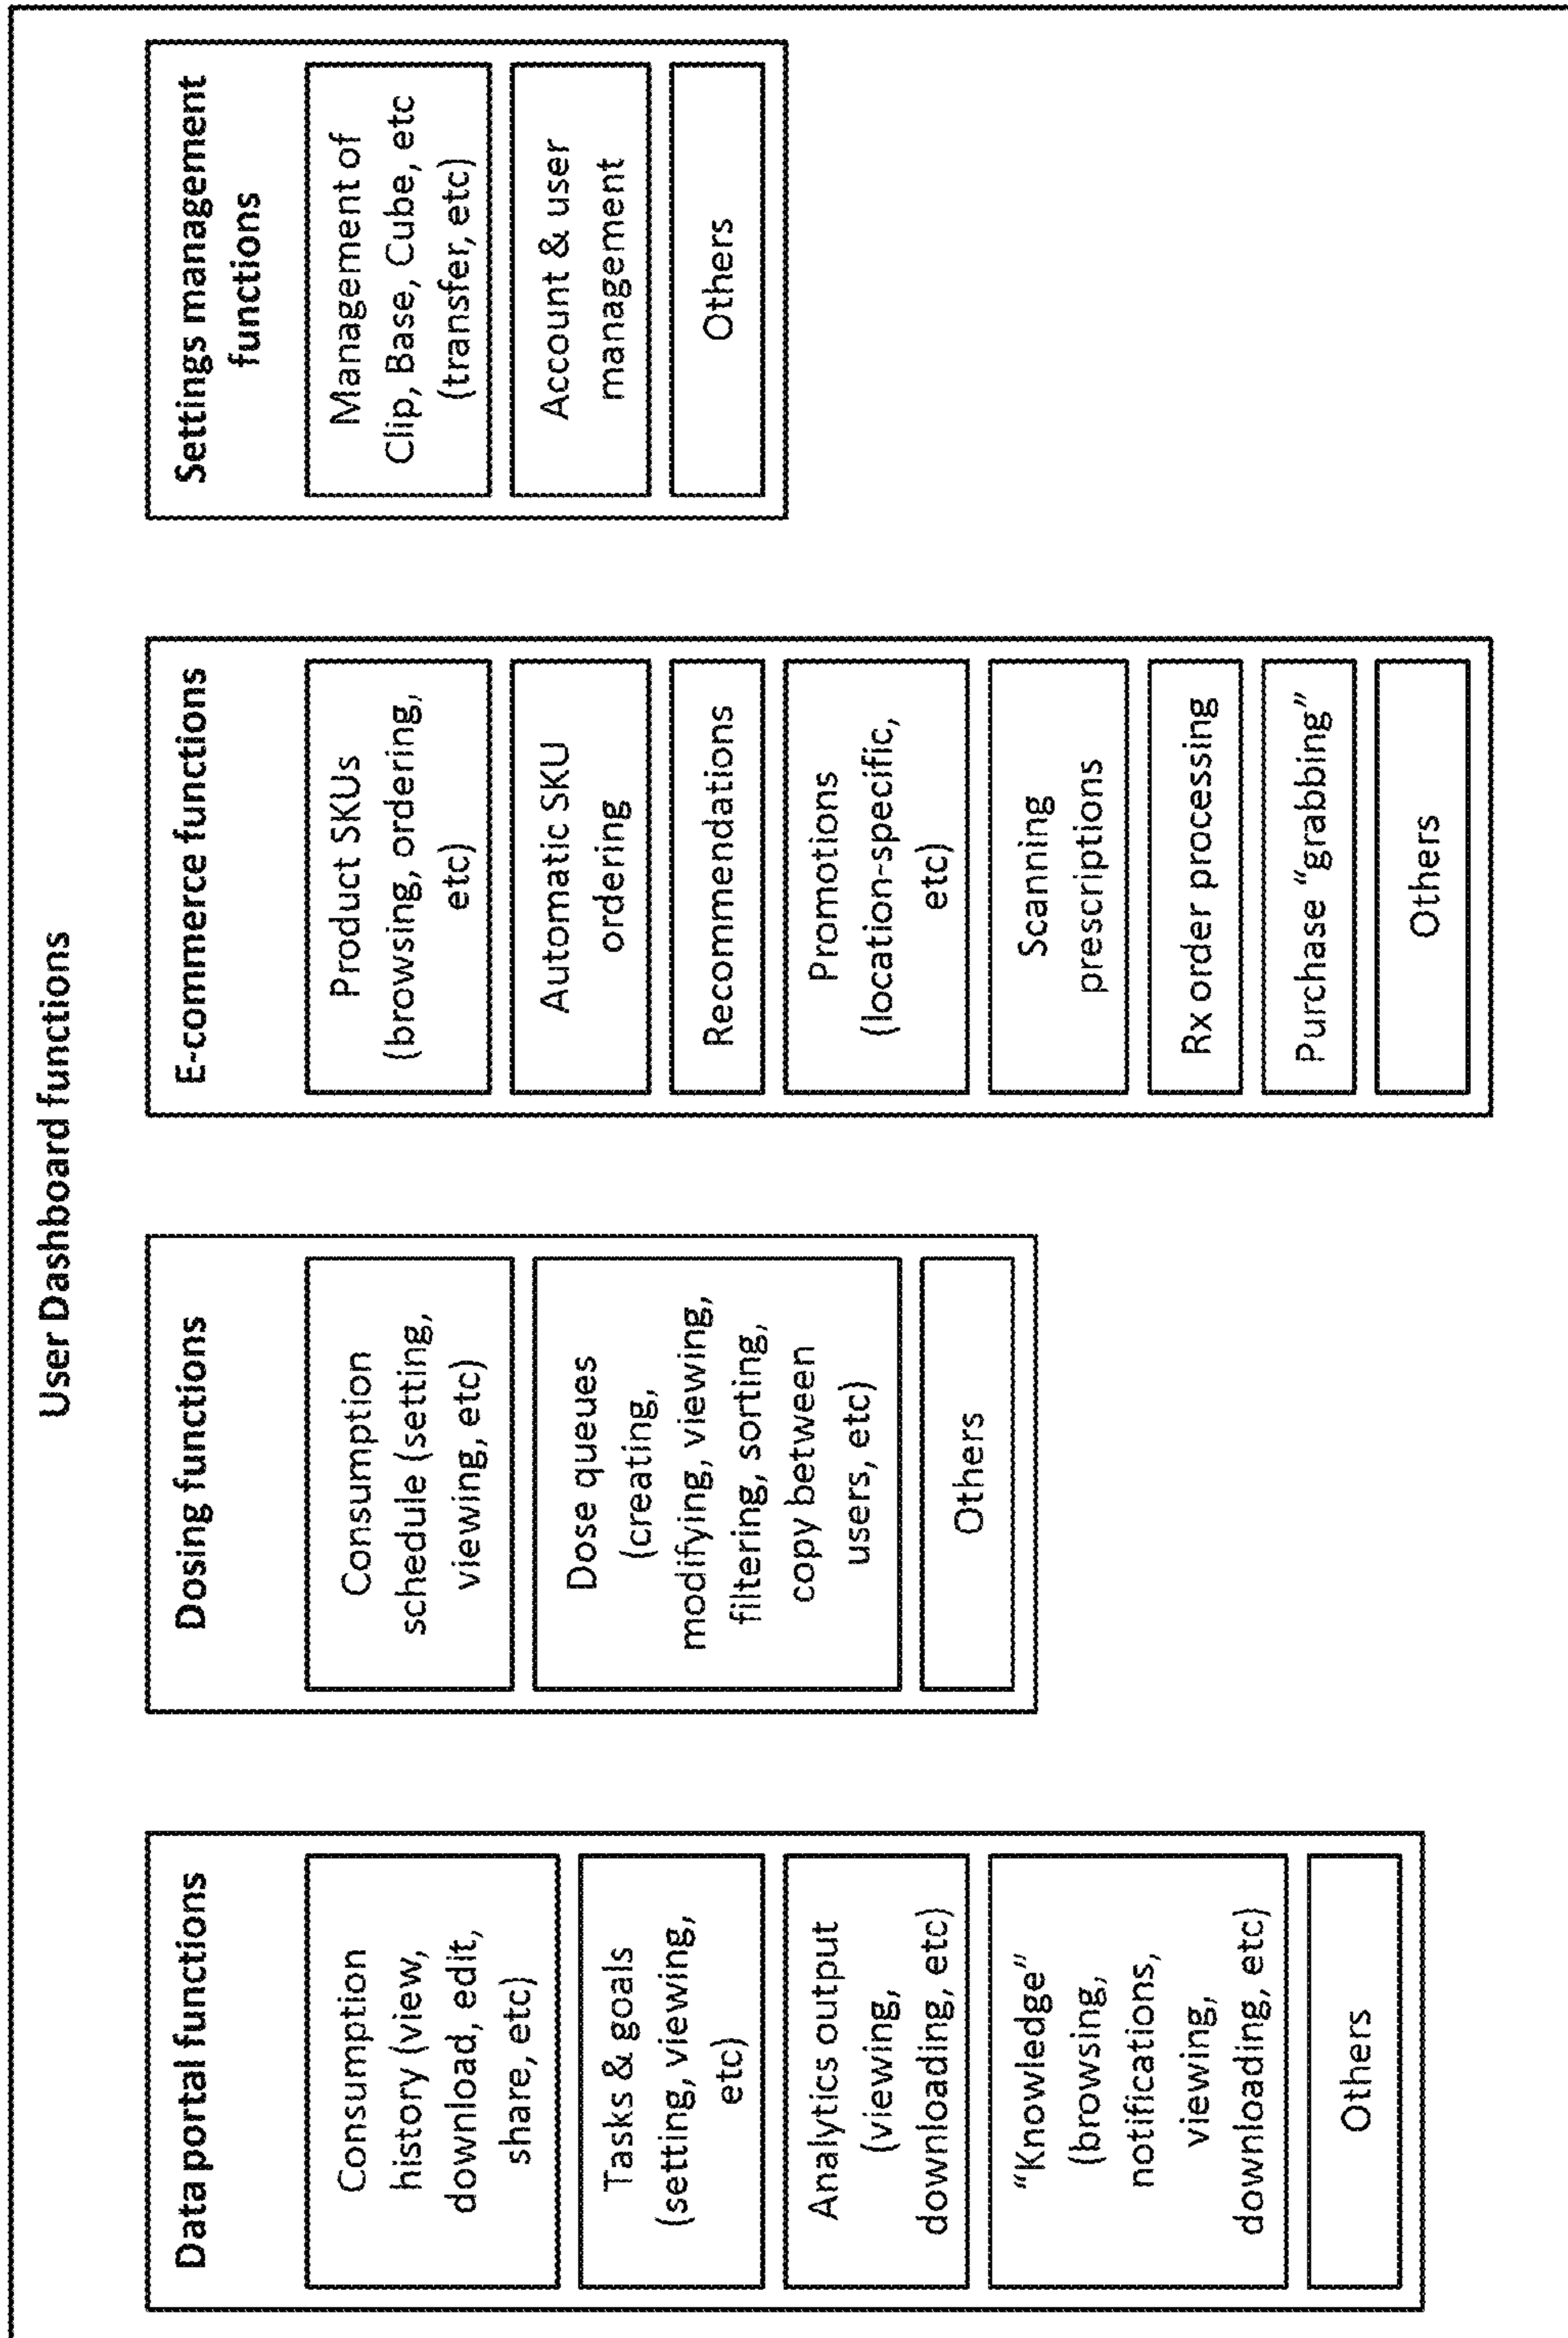 User Dashboard functions
Data portal functions
Consumption
history (view,
download, edit,
share, etc)
Tasks & goals
(setting, viewing,
etc)
Analytics output
(viewing,
downloading, etc)
“Knowledge”
(browsing,
notifications,
viewing,
downloading, etc)
Others
Dosing functions
Consumption
schedule (setting,
viewing, etc)
Dose queues
(creating,
modifying, viewing,
filtering, sorting,
copy between
users, etc)
Others
E-commerce functions
Product SKUs
(browsing, ordering,
etc)
Automatic SKU
ordering
Recommendations
Promotions
(location-specific,
etc)
Scanning
prescriptions
Rx order processing
Purchase “grabbing”
Others
Settings management
functions
Management of
Clip, Base, Cube, etc
(transfer, etc)
Account & user
management
Others